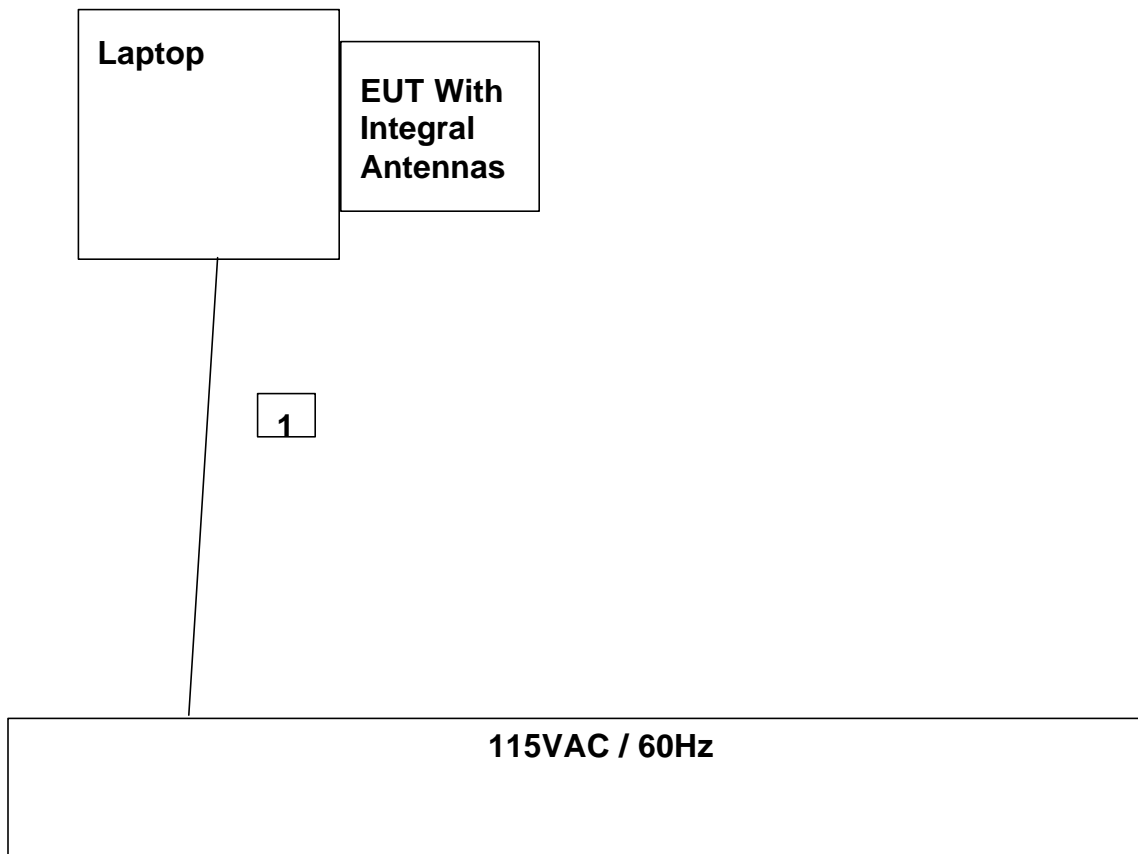 Laptop
EUT With
Integral
Antennas
1
115VAC / 60Hz